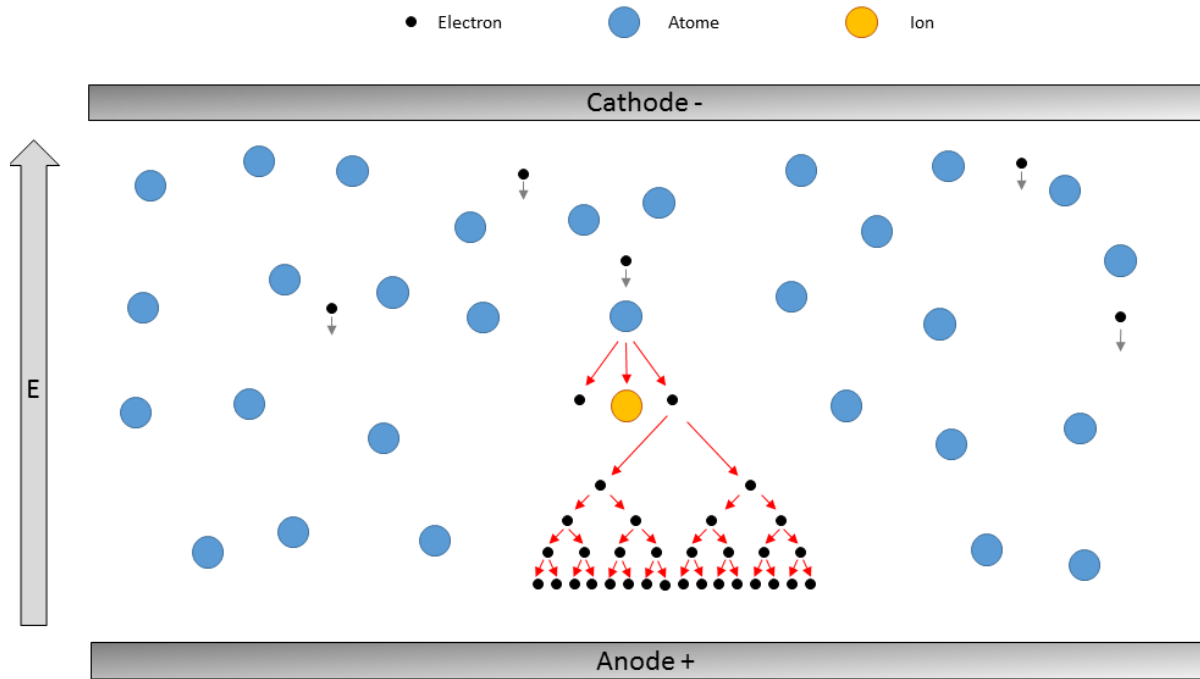 Electron
Atome
Ion
Cathode -
E
Anode +